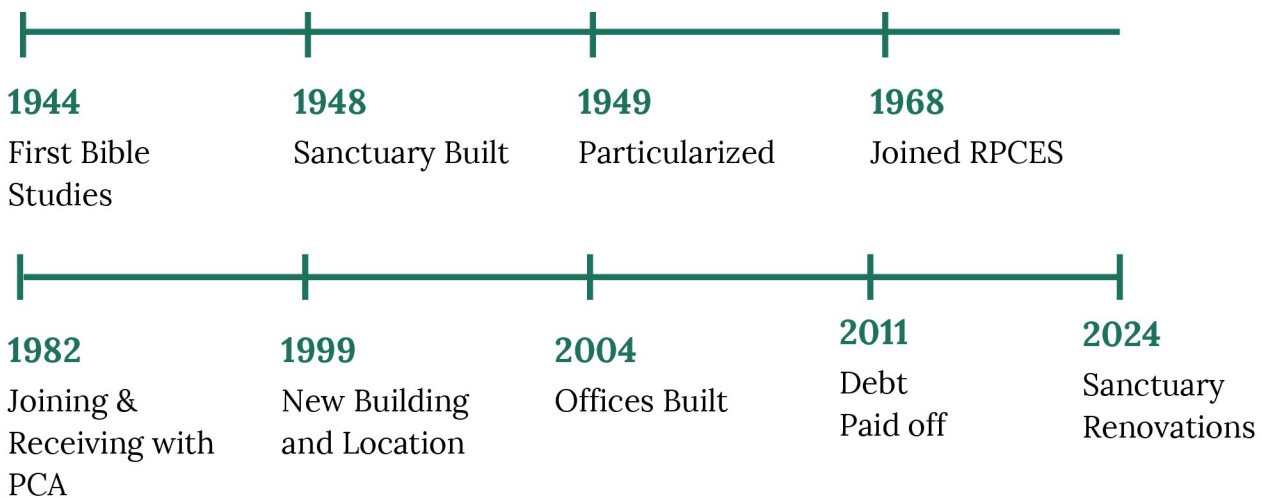 1944
First Bible
Studies
1948
Sanctuary Built
1949
Particularized
1968
Joined RPCES
1982
Joining &
Receiving with
PCA
1999
New Building
and Location
2004
Offices Built
2011
Debt
Paid off
2024
Sanctuary
Renovations